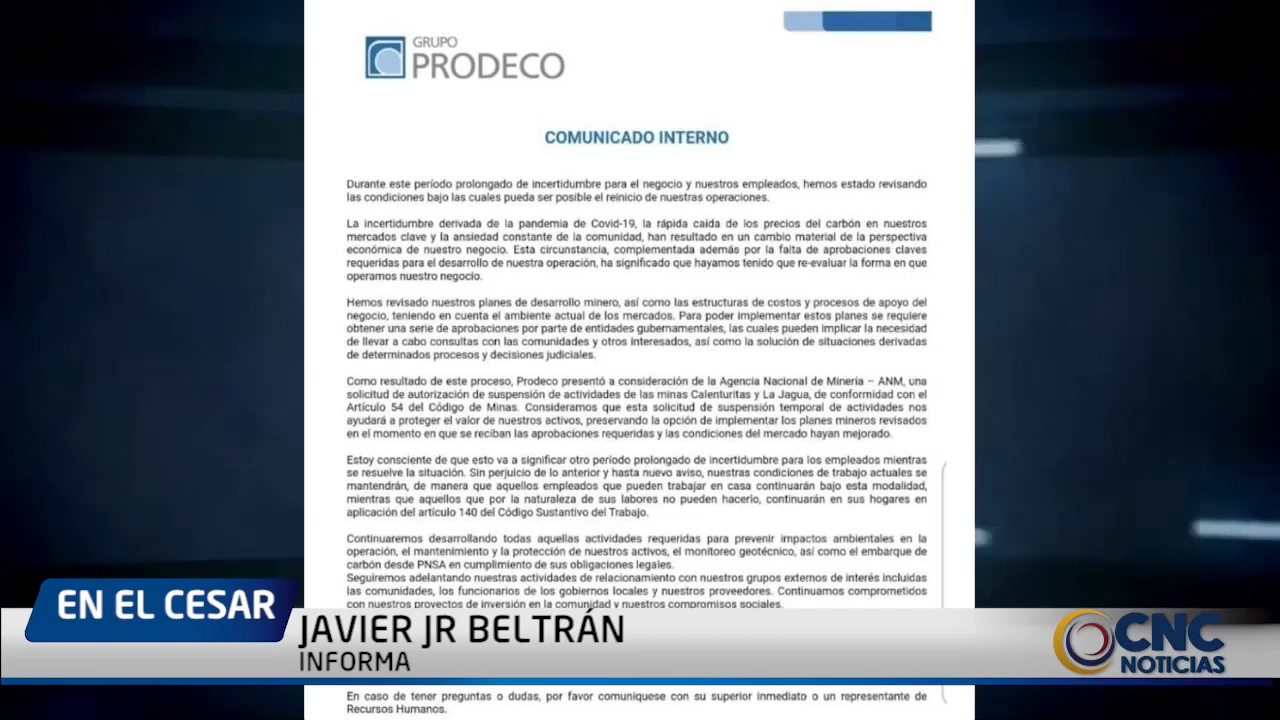 GRUPO
PRODECO
COMUNICADO INTERNO
Durante este período prolongado de incertidumbre para el negocio y nuestros empleados, hemos estado revisando
las condiciones bajo las cuales pueda ser posible el reinicio de nuestras operaciones.
La incertidumbre derivada de la pandemia de Covid-19, la rápida caída de los precios del carbón en nuestros
mercados clave y la ansiedad constante de la comunidad, han resultado en un cambio material de la perspectiva
económica de nuestro negocio. Esta circunstancia, complementada además por la falta de aprobaciones claves
requeridas para el desarrollo de nuestra operación, ha significado que hayamos tenido que re-evaluar la forma en que
operamos nuestro negocio.
Hemos revisado nuestros planes de desarrollo minero, así como las estructuras de costos y procesos de apoyo del
negocio, teniendo en cuenta el ambiente actual de los mercados. Para poder implementar estos planes se requiere
obtener una serie de aprobaciones por parte de entidades gubernamentales, las cuales pueden implicar la necesidad
de llevar a cabo consultas con las comunidades y otros interesados, así como la solución de situaciones derivadas
de determinados procesos y decisiones judiciales.
Como resultado de este proceso, Prodeco presentó a consideración de la Agencia Nacional de Minería – ANM, una
solicitud de autorización de suspensión de actividades de las minas Calenturitas y La Jagua, de conformidad con el
Artículo 54 del Código de Minas. Consideramos que esta solicitud de suspensión temporal de actividades nos
ayudará a proteger el valor de nuestros activos, preservando la opción de implementar los planes mineros revisados
en el momento en que se reciban las aprobaciones requeridas y las condiciones del mercado hayan mejorado.
Estoy consciente de que esto va a significar otro período prolongado de incertidumbre para los empleados mientras
se resuelve la situación. Sin perjuicio de lo anterior y hasta nuevo aviso, nuestras condiciones de trabajo actuales se
mantendrán, de manera que aquellos empleados que pueden trabajar en casa continuarán bajo esta modalidad,
mientras que aquellos que por la naturaleza de sus labores no pueden hacerlo, continuarán en sus hogares en
aplicación del artículo 140 del Código Sustantivo del Trabajo.
Continuaremos desarrollando todas aquellas actividades requeridas para prevenir impactos ambientales en la
operación, el mantenimiento y la protección de nuestros activos, el monitoreo geotécnico, así como el embarque de
carbón desde PNSA en cumplimiento de sus obligaciones legales.
Seguiremos adelantando nuestras actividades de relacionamiento con nuestros grupos externos de interés incluidas
las comunidades, los funcionarios de los gobiernos locales y nuestros proveedores. Continuamos comprometidos
con nuestros proyectos de inversión en la comunidad y nuestros compromisos sociales.
EN EL CESAR
JAVIER JR BELTRÁN
INFORMA
CNC
NOTICIAS
En caso de tener preguntas o dudas, por favor comuníquese con su superior inmediato o un representante de
Recursos Humanos.